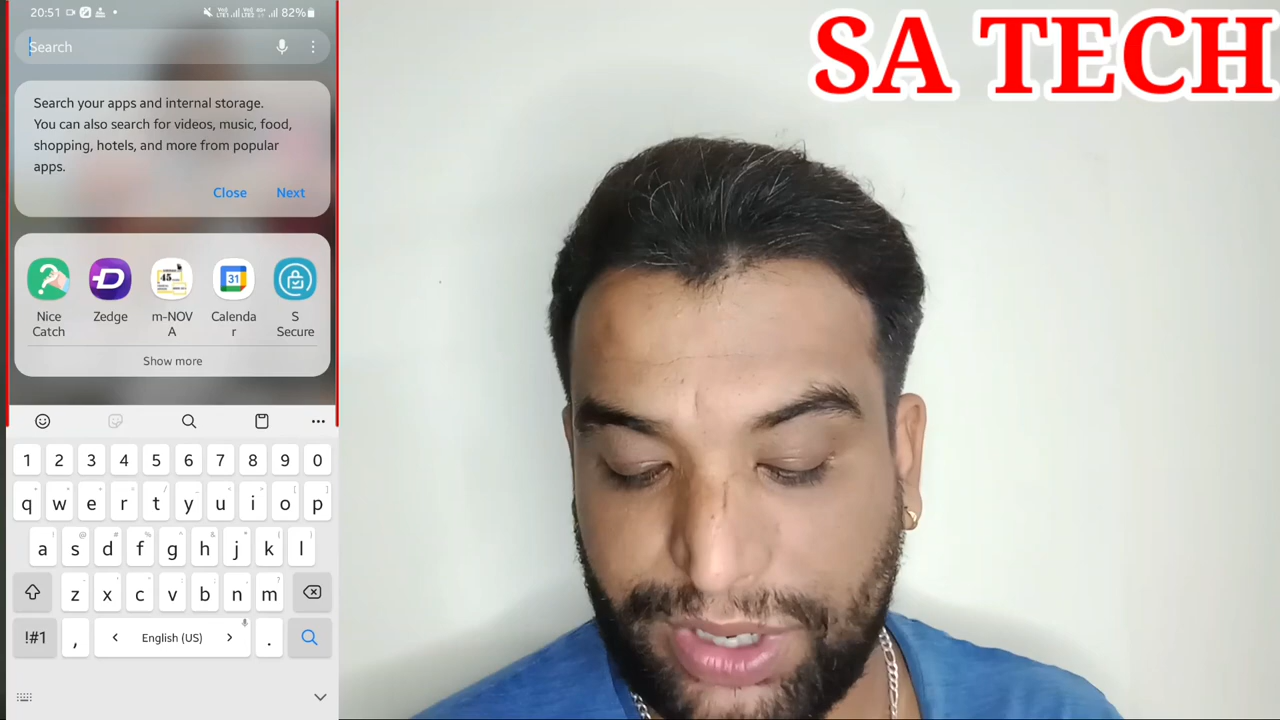 20:51
82%
SA TECH
Search
Search your apps and internal storage.
You can also search for videos, music, food,
shopping, hotels, and more from popular
apps.
Close Next
31
45
Nice
Catch
Zedge
m-NOV
A
Calenda
r
S
Secure
Show more
1 2 3 4 5 6 7 8 9 0
q w e r t y u i o p
a s d f g h j k l
z x c v b n m
!#1 , < English (US) > .